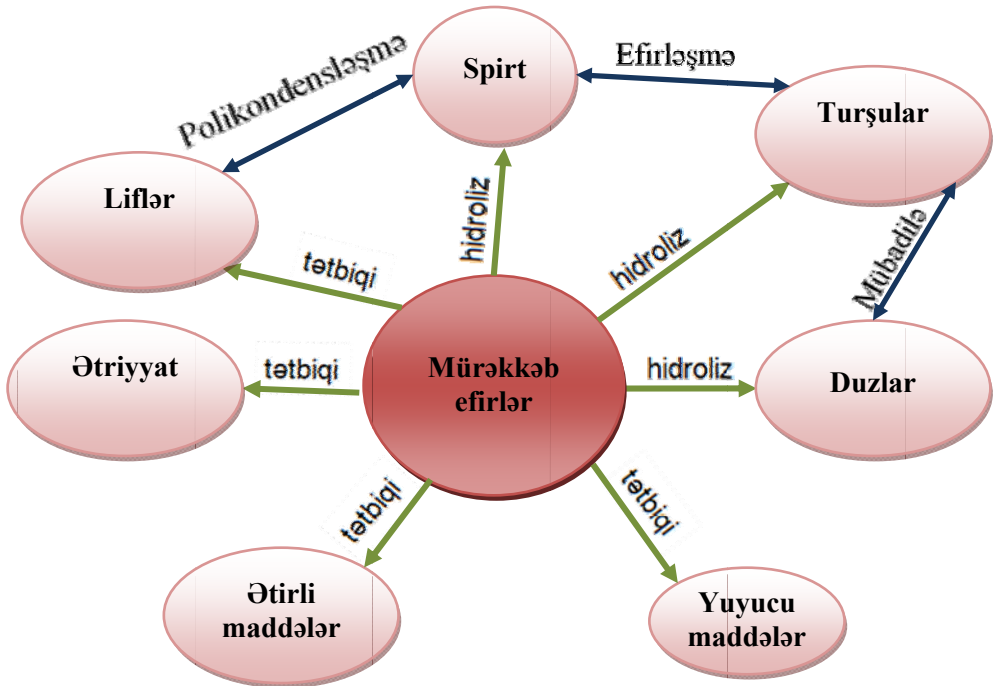 Spirt
Efirləşmə
Polikondensləşmə
Turşular
Liflər
hidroliz
hidroliz
Mübadilə
tətbiqi
Ətriyyat
tətbiqi
Mürəkkəb
efirlər
hidroliz
Duzlar
tətbiqi
tətbiqi
Ətirli
maddələr
Yuyucu
maddələr